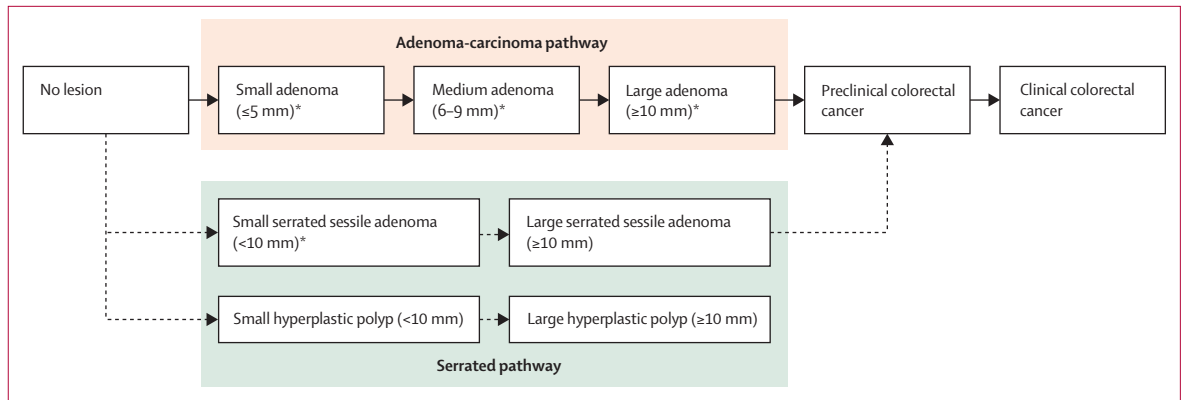 Adenoma-carcinoma pathway
No lesion
Small adenoma
(≤5 mm)*
Medium adenoma
(6–9 mm)*
Large adenoma
(≥10 mm)*
Preclinical colorectal
cancer
Clinical colorectal
cancer
Small serrated sessile adenoma
(<10 mm)*
Large serrated sessile adenoma
(≥10 mm)
Small hyperplastic polyp (<10 mm)
Large hyperplastic polyp (≥10 mm)
Serrated pathway